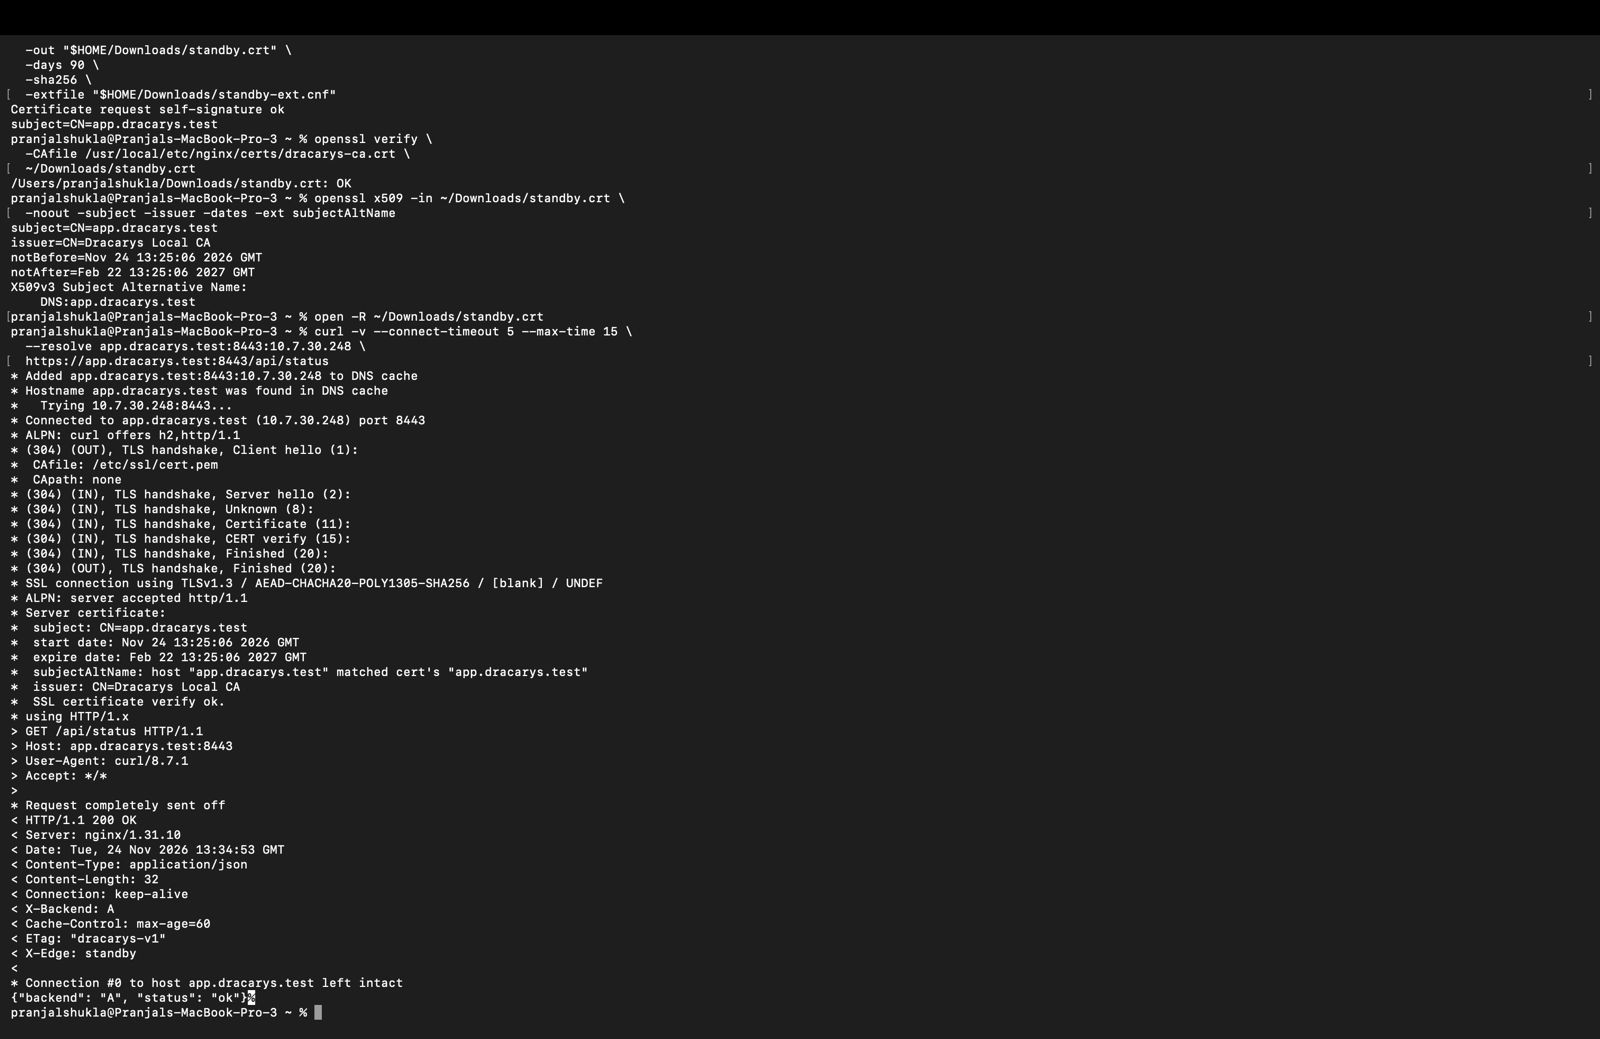 -out "$HOME/Downloads/standby.crt" \
  -days 90 \
  -sha256 \
[  -extfile "$HOME/Downloads/standby-ext.cnf" ]
Certificate request self-signature ok
subject=CN=app.dracarys.test
pranjalshukla@Pranjals-MacBook-Pro-3 ~ % openssl verify \
  -CAfile /usr/local/etc/nginx/certs/dracarys-ca.crt \
[  ~/Downloads/standby.crt ]
/Users/pranjalshukla/Downloads/standby.crt: OK
pranjalshukla@Pranjals-MacBook-Pro-3 ~ % openssl x509 -in ~/Downloads/standby.crt \
[  -noout -subject -issuer -dates -ext subjectAltName ]
subject=CN=app.dracarys.test
issuer=CN=Dracarys Local CA
notBefore=Nov 24 13:25:06 2026 GMT
notAfter=Feb 22 13:25:06 2027 GMT
X509v3 Subject Alternative Name:
    DNS:app.dracarys.test
[pranjalshukla@Pranjals-MacBook-Pro-3 ~ % open -R ~/Downloads/standby.crt ]
pranjalshukla@Pranjals-MacBook-Pro-3 ~ % curl -v --connect-timeout 5 --max-time 15 \
  --resolve app.dracarys.test:8443:10.7.30.248 \
[  https://app.dracarys.test:8443/api/status ]
* Added app.dracarys.test:8443:10.7.30.248 to DNS cache
* Hostname app.dracarys.test was found in DNS cache
*   Trying 10.7.30.248:8443...
* Connected to app.dracarys.test (10.7.30.248) port 8443
* ALPN: curl offers h2,http/1.1
* (304) (OUT), TLS handshake, Client hello (1):
*  CAfile: /etc/ssl/cert.pem
*  CApath: none
* (304) (IN), TLS handshake, Server hello (2):
* (304) (IN), TLS handshake, Unknown (8):
* (304) (IN), TLS handshake, Certificate (11):
* (304) (IN), TLS handshake, CERT verify (15):
* (304) (IN), TLS handshake, Finished (20):
* (304) (OUT), TLS handshake, Finished (20):
* SSL connection using TLSv1.3 / AEAD-CHACHA20-POLY1305-SHA256 / [blank] / UNDEF
* ALPN: server accepted http/1.1
* Server certificate:
*  subject: CN=app.dracarys.test
*  start date: Nov 24 13:25:06 2026 GMT
*  expire date: Feb 22 13:25:06 2027 GMT
*  subjectAltName: host "app.dracarys.test" matched cert's "app.dracarys.test"
*  issuer: CN=Dracarys Local CA
*  SSL certificate verify ok.
* using HTTP/1.x
> GET /api/status HTTP/1.1
> Host: app.dracarys.test:8443
> User-Agent: curl/8.7.1
> Accept: */*
>
* Request completely sent off
< HTTP/1.1 200 OK
< Server: nginx/1.31.10
< Date: Tue, 24 Nov 2026 13:34:53 GMT
< Content-Type: application/json
< Content-Length: 32
< Connection: keep-alive
< X-Backend: A
< Cache-Control: max-age=60
< ETag: "dracarys-v1"
< X-Edge: standby
<
* Connection #0 to host app.dracarys.test left intact
{"backend": "A", "status": "ok"}%
pranjalshukla@Pranjals-MacBook-Pro-3 ~ %